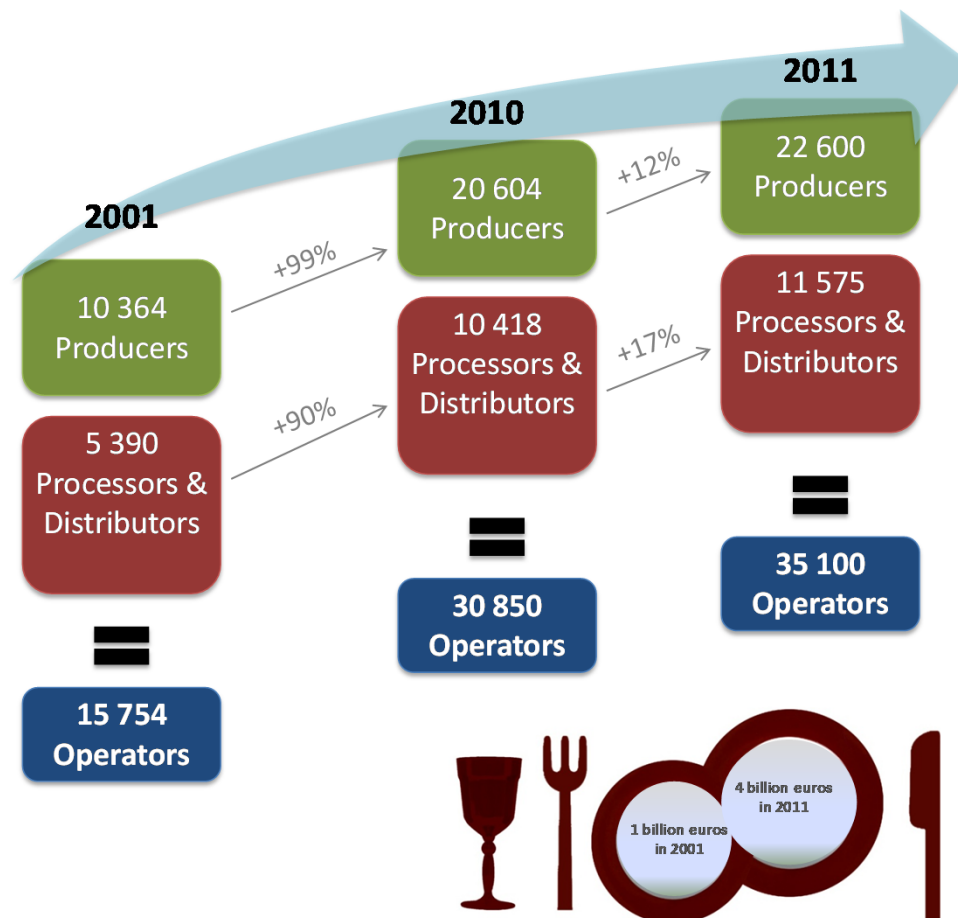 2001
10 364
Producers
5 390
Processors &
Distributors
15 754
Operators
+99%
+90%
2010
20 604
Producers
10 418
Processors &
Distributors
30 850
Operators
+12%
+17%
2011
22 600
Producers
11 575
Processors &
Distributors
35 100
Operators
1 billion euros
in 2001
4 billion euros
in 2011